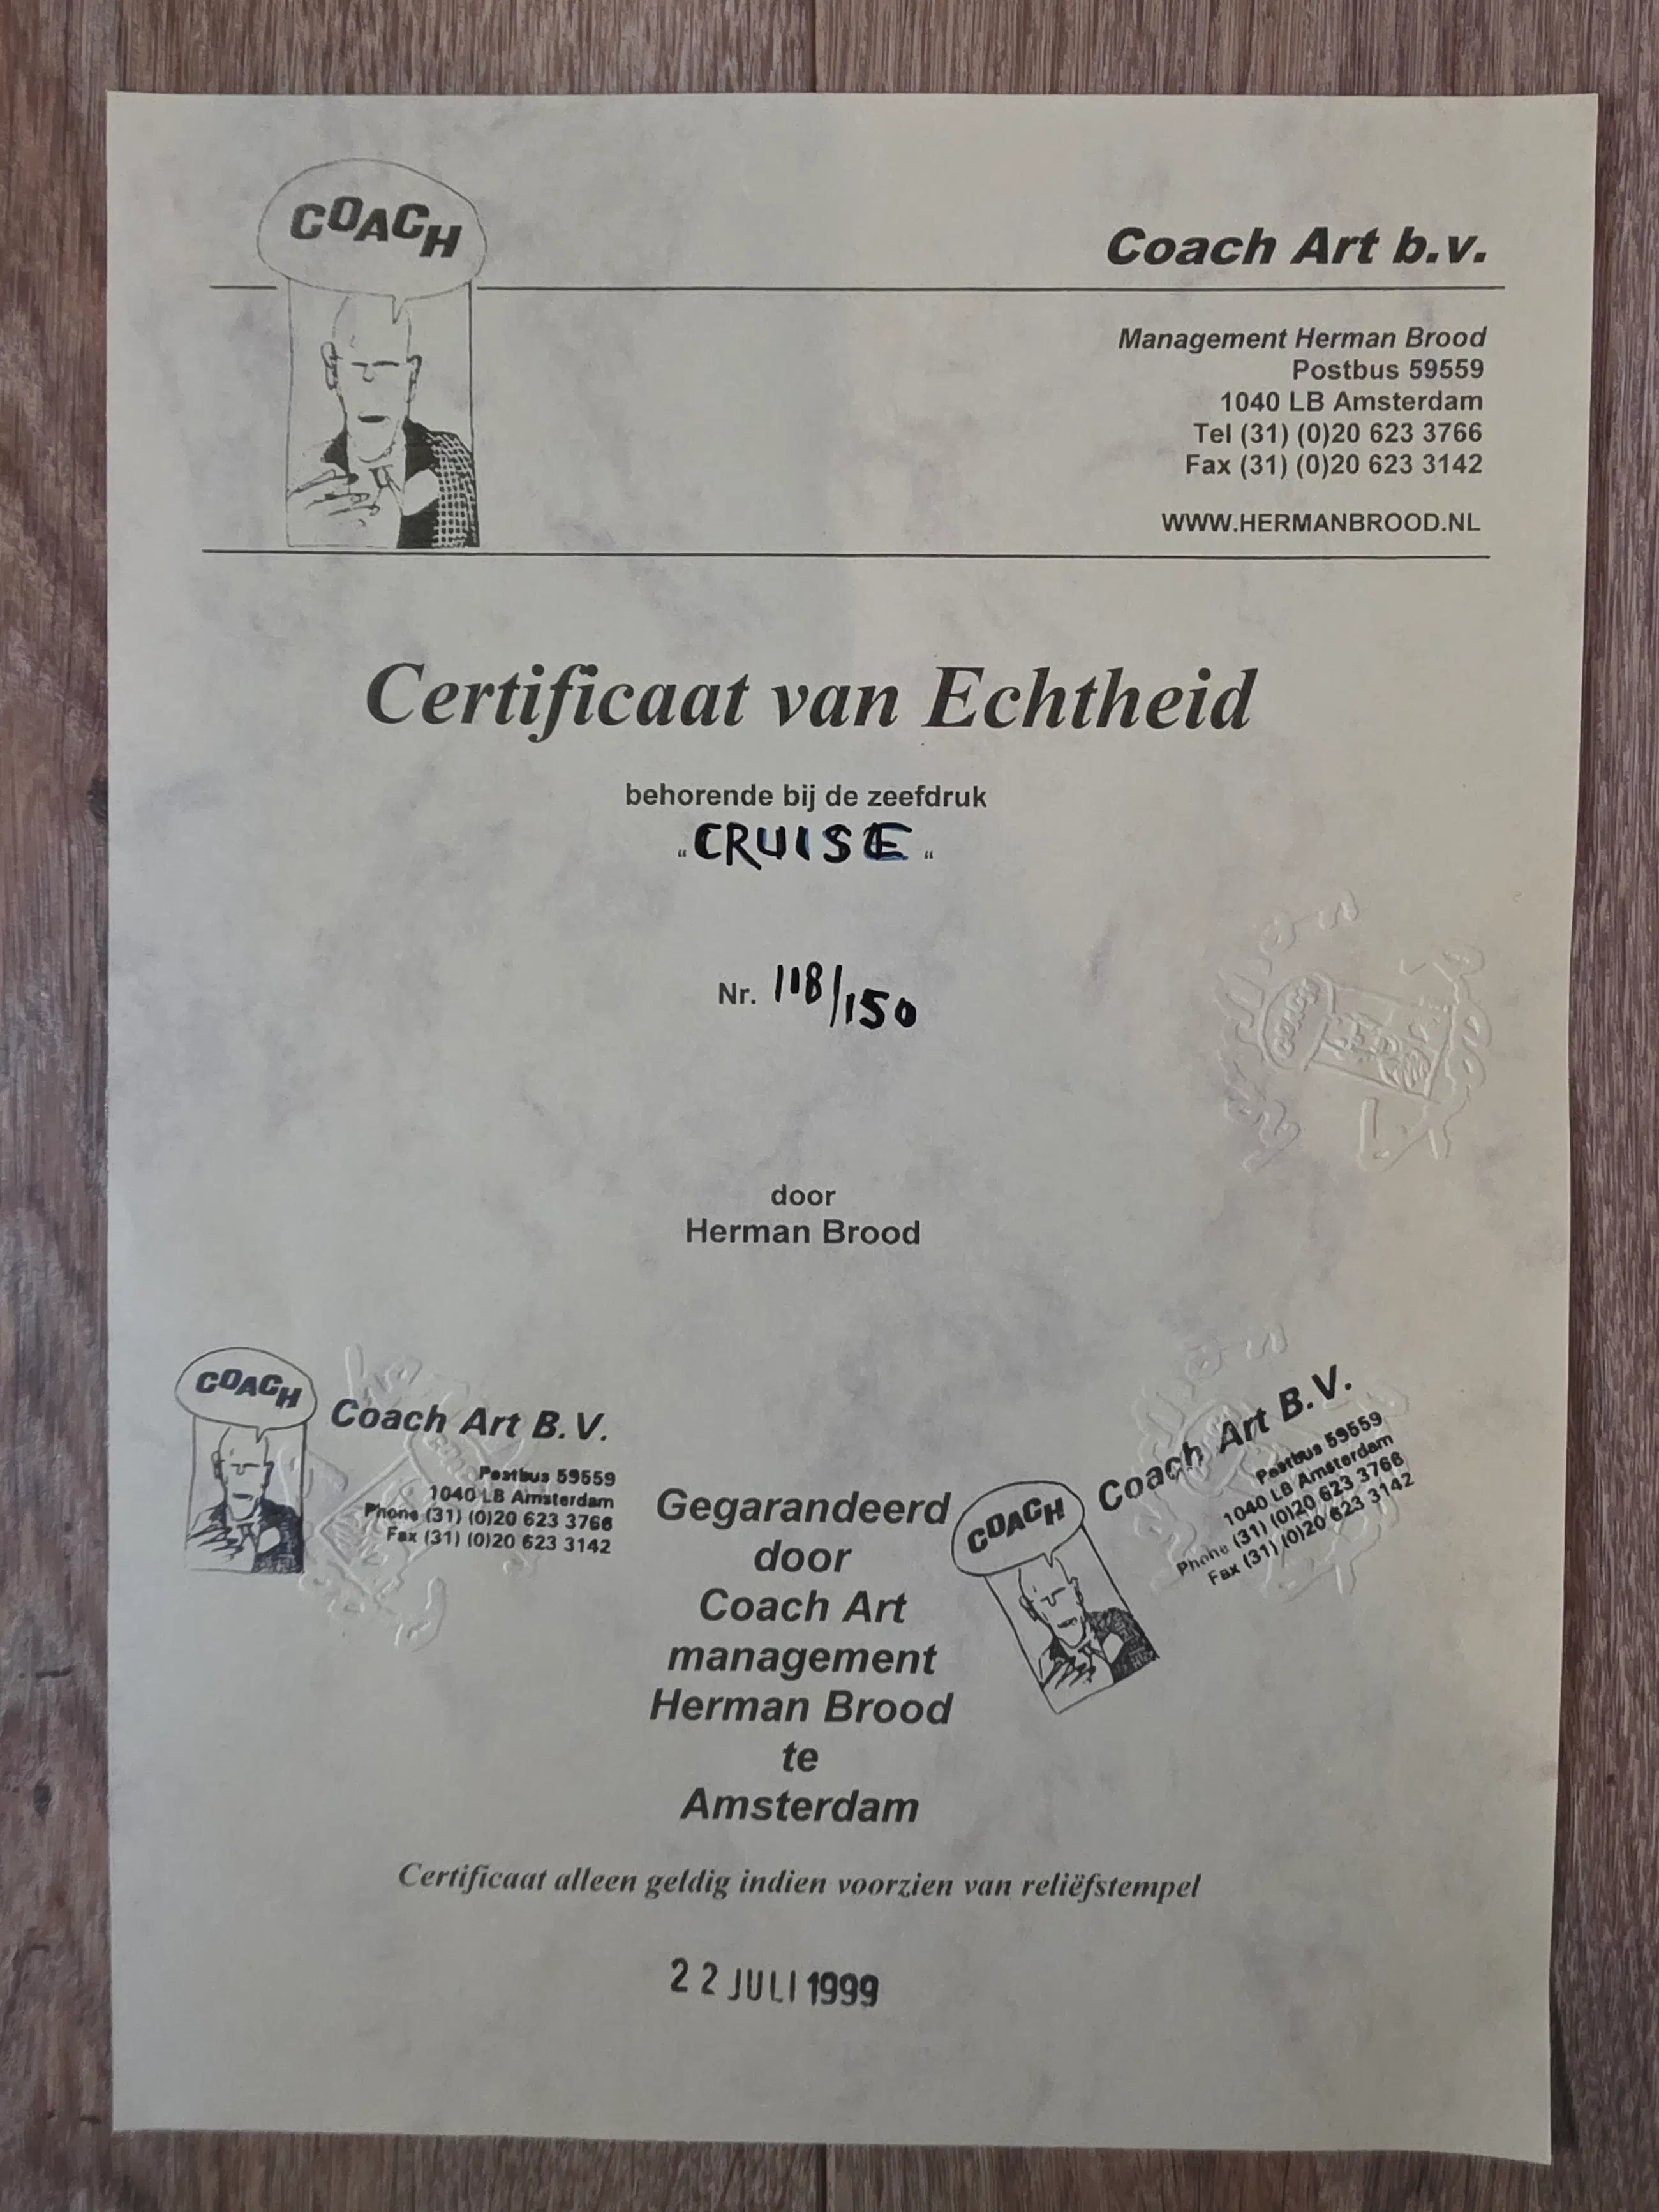 COACH
Coach Art b.v.
Management Herman Brood
Postbus 59559
1040 LB Amsterdam
Tel (31) (0)20 623 3766
Fax (31) (0)20 623 3142
WWW.HERMANBROOD.NL
Certificaat van Echtheid
behorende bij de zeefdruk
„CRUISE“
Nr. 118/150
door
Herman Brood
COACH
Coach Art B.V.
Postbus 59559
1040 LB Amsterdam
Phone (31) (0)20 623 3766
Fax (31) (0)20 623 3142
Gegarandeerd
door
Coach Art
management
Herman Brood
te
Amsterdam
COACH
Coach Art B.V.
Postbus 59559
1040 LB Amsterdam
Phone (31) (0)20 623 3766
Fax (31) (0)20 623 3142
Certificaat alleen geldig indien voorzien van reliëfstempel
22 JULI 1999